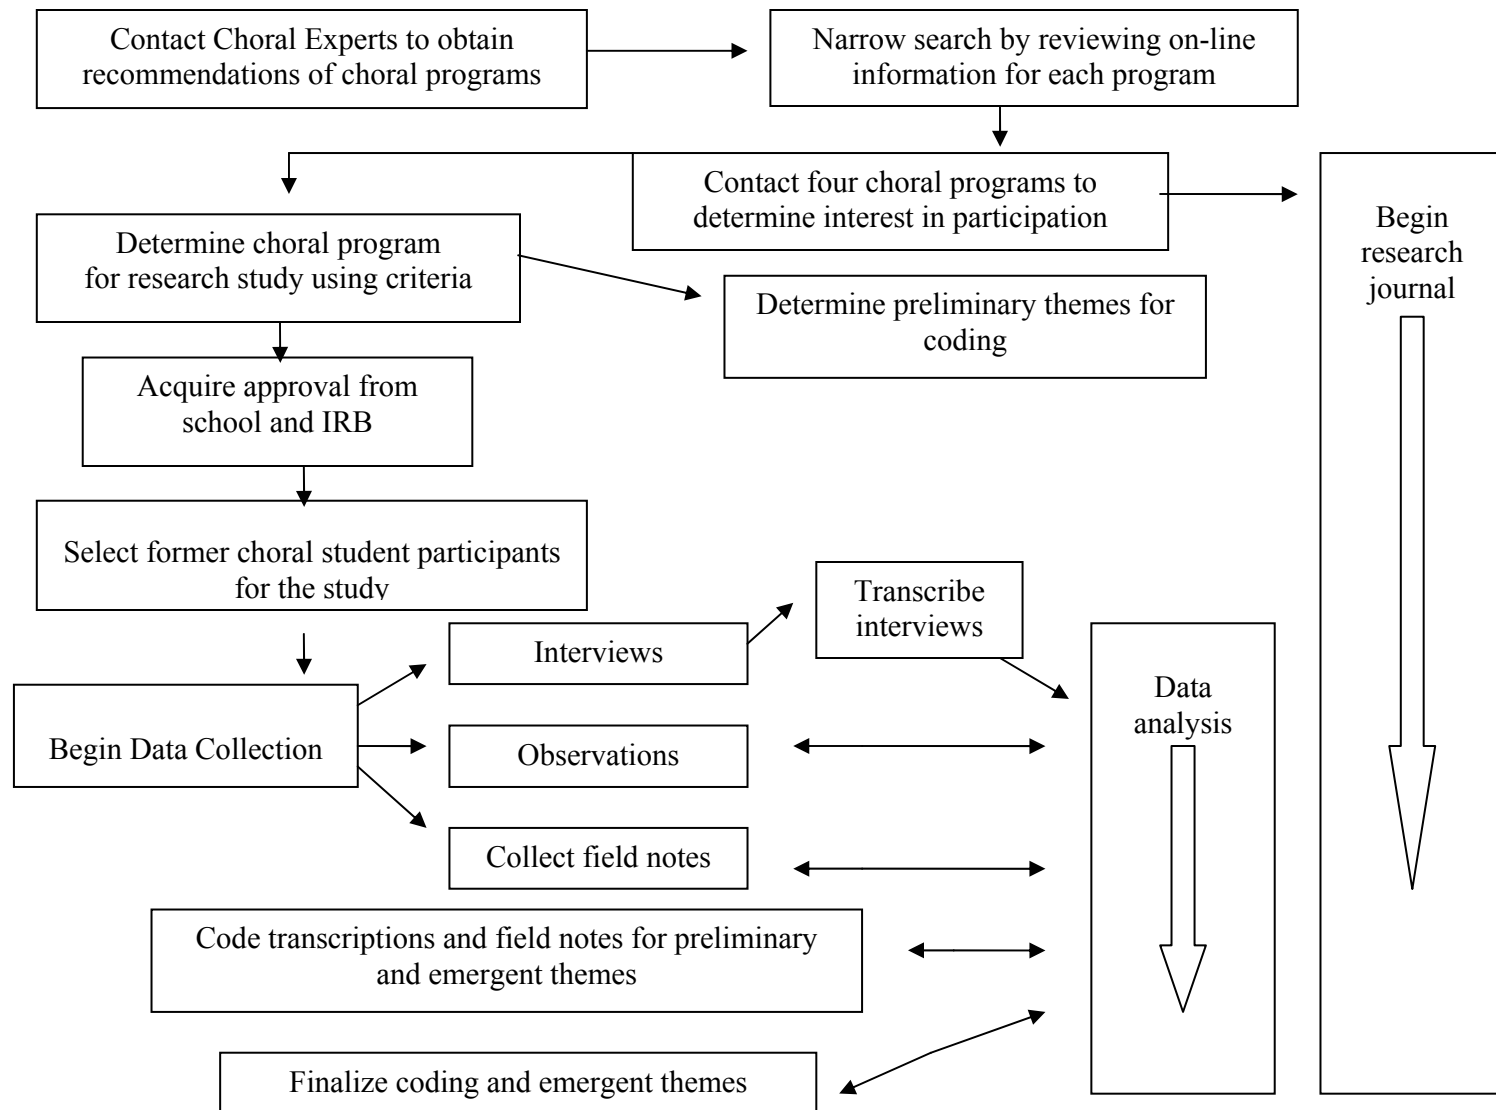 Contact Choral Experts to obtain
recommendations of choral programs
Narrow search by reviewing on-line
information for each program
Contact four choral programs to
determine interest in participation
Begin
research
journal
Determine choral program
for research study using criteria
Determine preliminary themes for
coding
Acquire approval from
school and IRB
Select former choral student participants
for the study
Transcribe
interviews
Interviews
Data
analysis
Begin Data Collection
Observations
Collect field notes
Code transcriptions and field notes for preliminary
and emergent themes
Finalize coding and emergent themes